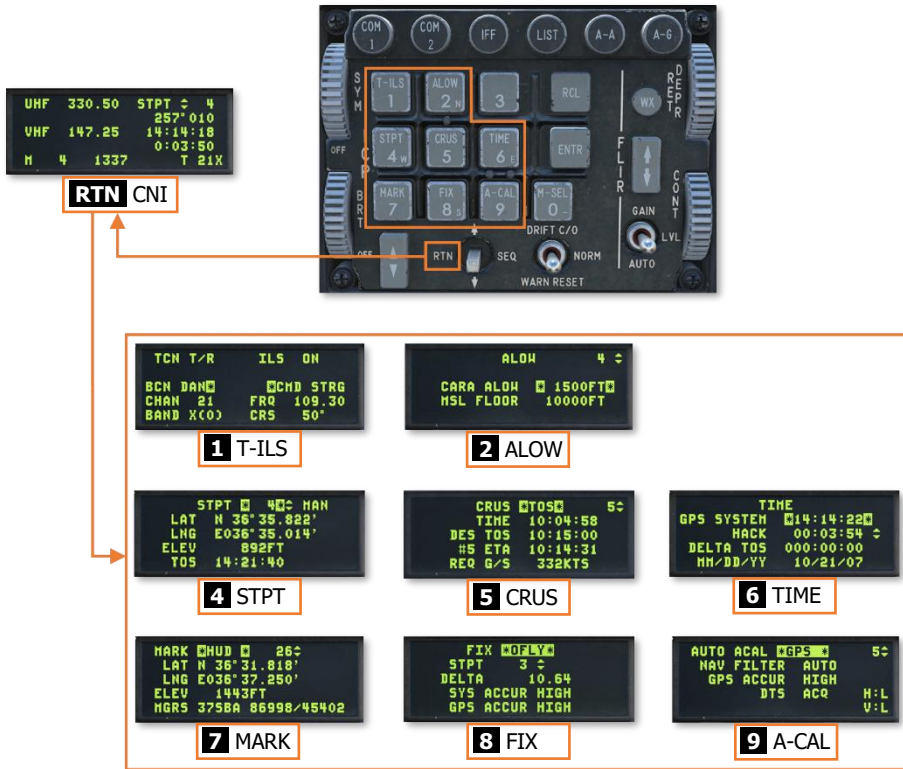 COM 1
COM 2
IFF
LIST
A-A
A-G
SYM
T-ILS 1
ALOW 2 N
3
RCL
WX
RET DEPR
STPT 4 W
CRUS 5
TIME 6 E
ENTR
OFF
FLIR
BRT
MARK 7
FIX 8 S
A-CAL 9
M-SEL 0 -
CONT
GAIN
LVL
AUTO
OFF
RTN
SEQ
DRIFT C/O
NORM
WARN RESET
UHF 330.50 STPT 4
257° 010
VHF 147.25 14:14:18
0:03:50
M 4 1337 T 21X
RTN CNI
TCN T/R ILS ON
BCN DAN* *CMD STRG
CHAN 21 FRQ 109.30
BAND X(0) CRS 50°
1 T-ILS
ALOW 4
CARA ALOW * 1500FT*
MSL FLOOR 10000FT
2 ALOW
STPT * 4* MAN
LAT N 36°35.822'
LNG E036°35.014'
ELEV 892FT
TOS 14:21:40
4 STPT
CRUS *TOS* 5
TIME 10:04:58
DES TOS 10:15:00
#5 ETA 10:14:31
REQ G/S 332KTS
5 CRUS
TIME
GPS SYSTEM *14:14:22*
HACK 00:03:54
DELTA TOS 000:00:00
MM/DD/YY 10/21/07
6 TIME
MARK *HUD * 26
LAT N 36°31.818'
LNG E036°37.250'
ELEV 1443FT
MGRS 37SBA 86998/45402
7 MARK
FIX *OFLY*
STPT 3
DELTA 10.64
SYS ACCUR HIGH
GPS ACCUR HIGH
8 FIX
AUTO ACAL *GPS * 5
NAV FILTER AUTO
GPS ACCUR HIGH
DTS ACQ H:L
V:L
9 A-CAL